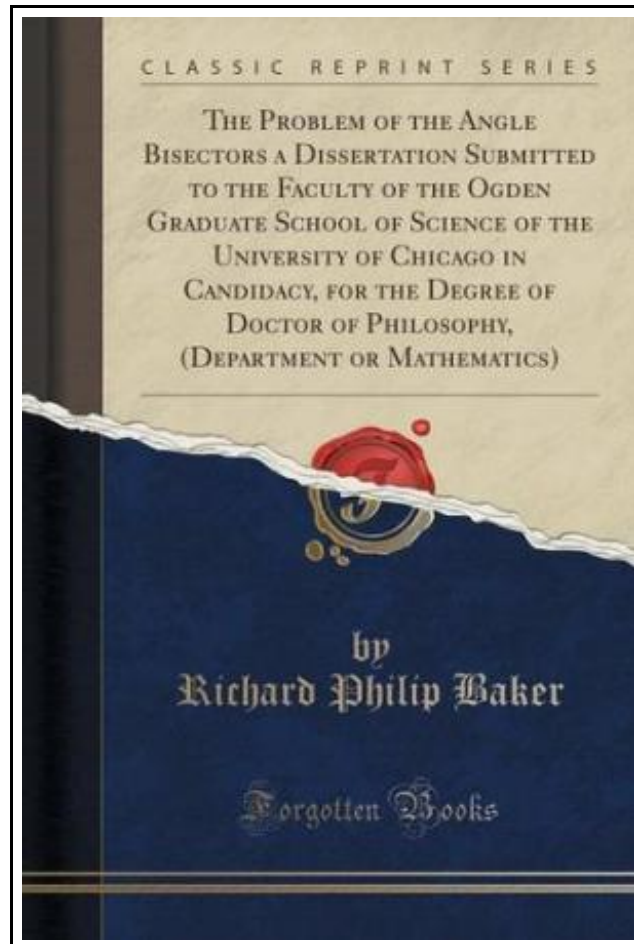 CLASSIC REPRINT SERIES
THE PROBLEM OF THE ANGLE
BISECTORS A DISSERTATION SUBMITTED
TO THE FACULTY OF THE OGDEN
GRADUATE SCHOOL OF SCIENCE OF THE
UNIVERSITY OF CHICAGO IN
CANDIDACY, FOR THE DEGREE OF
DOCTOR OF PHILOSOPHY,
(DEPARTMENT OR MATHEMATICS)
by
Richard Philip Baker
Forgotten Books